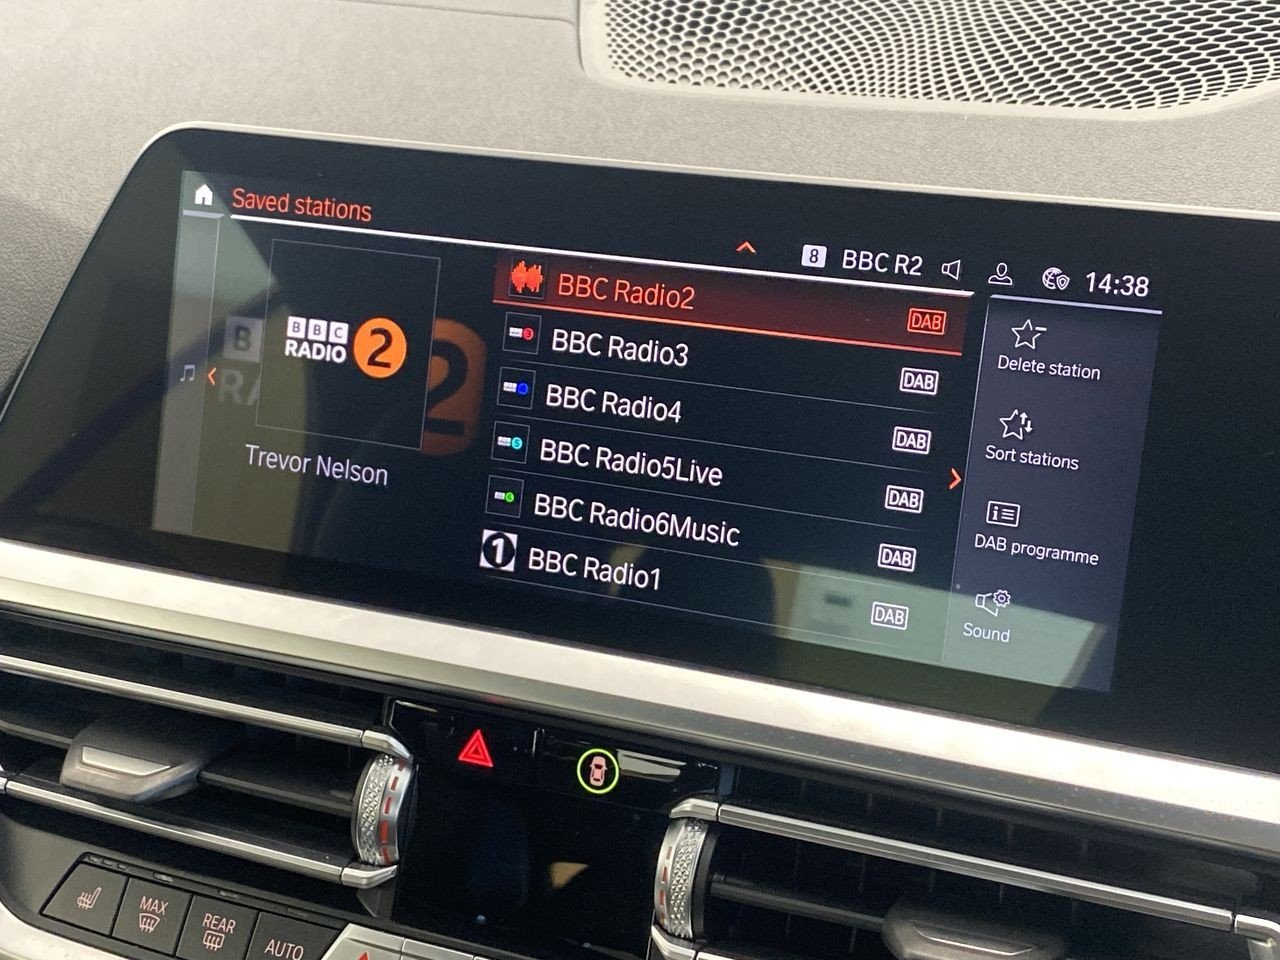 Saved stations
8 BBC R2 14:38
BBC
RADIO 2
Trevor Nelson
BBC Radio2 DAB
BBC Radio3 DAB
BBC Radio4 DAB
BBC Radio5Live DAB
BBC Radio6Music DAB
1 BBC Radio1 DAB
Delete station
Sort stations
DAB programme
Sound
MAX
REAR
AUTO